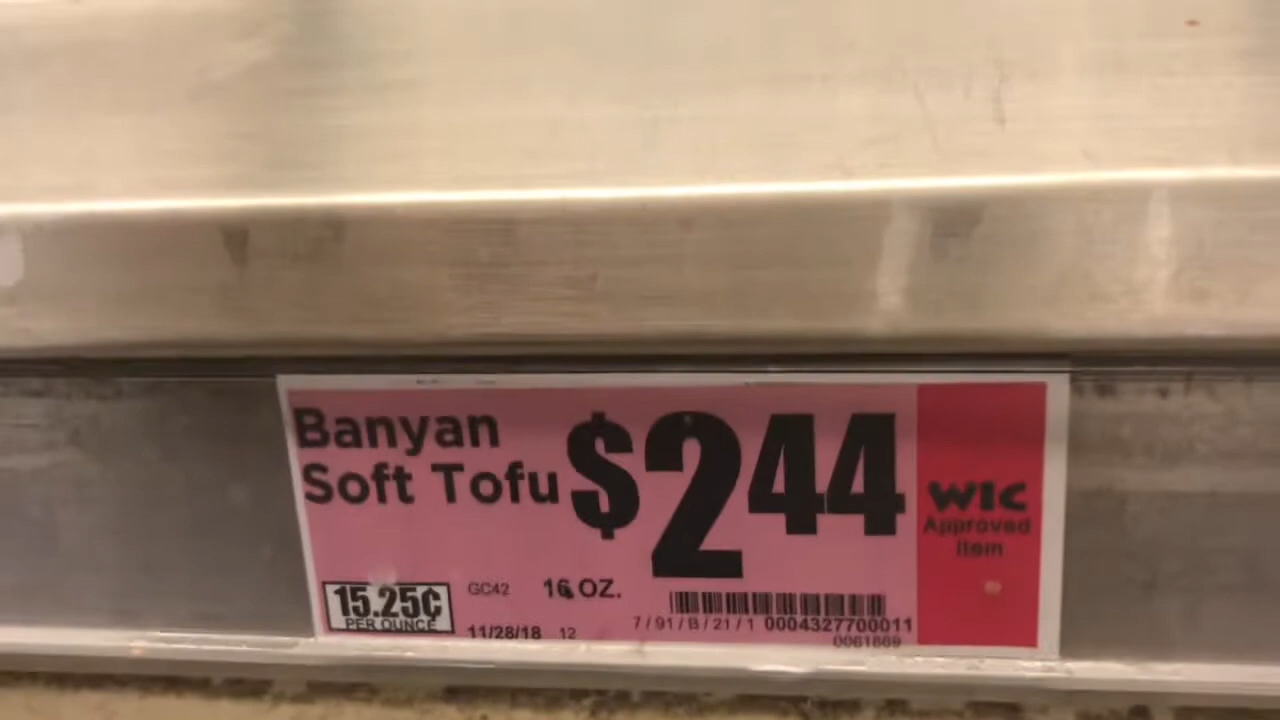 Banyan
Soft Tofu
$244
WIC
Approved
Item
15.25¢
PER OUNCE
GC42
16 OZ.
11/28/18 12
7/91/B/21/1 0004327700011
0061669